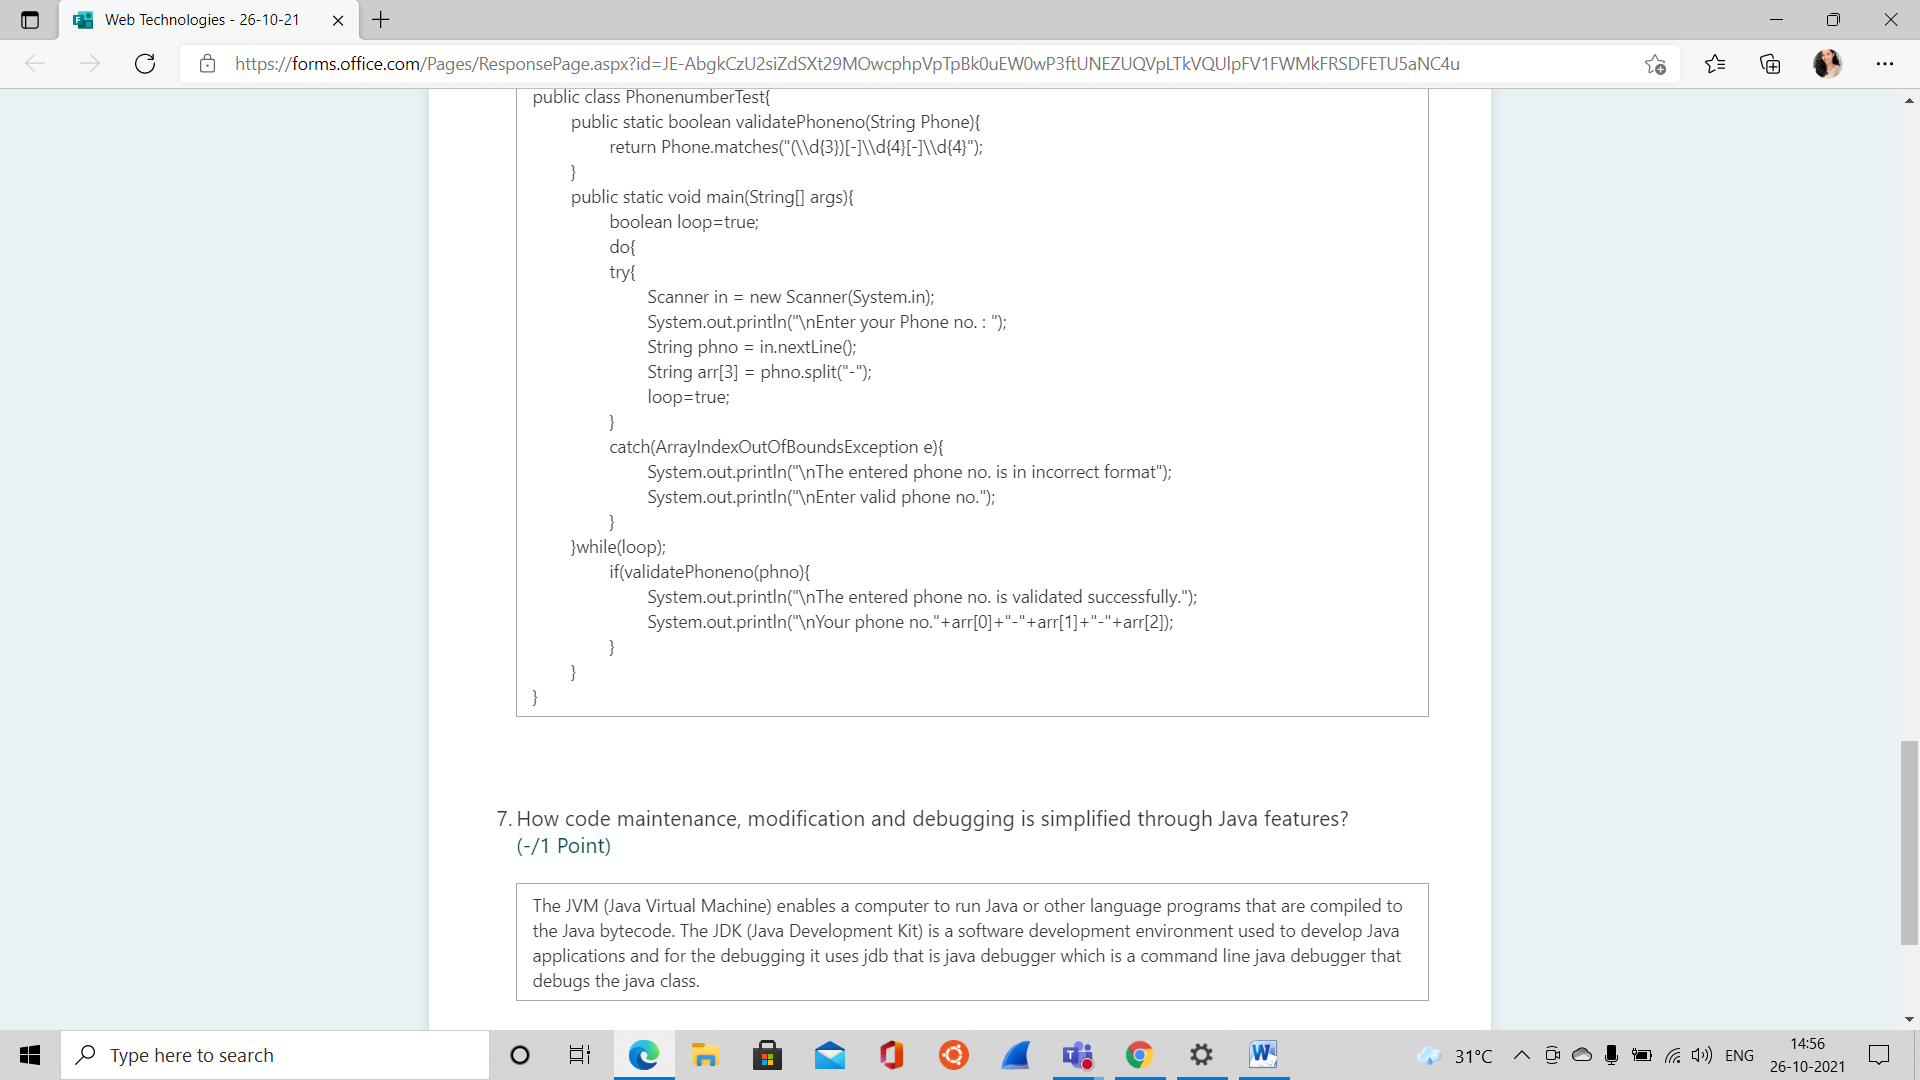 Web Technologies - 26-10-21
https://forms.office.com/Pages/ResponsePage.aspx?id=JE-AbgkCzU2siZdSXt29MOwcphpVpTpBk0uEW0wP3ftUNEZUQVpLTkVQUlpFV1FWMkFRSDFETU5aNC4u
public class PhonenumberTest{
public static boolean validatePhoneno(String Phone){
return Phone.matches("(\\d{3})[-]\\d{4}[-]\\d{4}");
}
public static void main(String[] args){
boolean loop=true;
do{
try{
Scanner in = new Scanner(System.in);
System.out.println("\nEnter your Phone no. : ");
String phno = in.nextLine();
String arr[3] = phno.split("-");
loop=true;
}
catch(ArrayIndexOutOfBoundsException e){
System.out.println("\nThe entered phone no. is in incorrect format");
System.out.println("\nEnter valid phone no.");
}
}while(loop);
if(validatePhoneno(phno){
System.out.println("\nThe entered phone no. is validated successfully.");
System.out.println("\nYour phone no."+arr[0]+"-"+arr[1]+"-"+arr[2]);
}
}
}
7. How code maintenance, modification and debugging is simplified through Java features?
(-/1 Point)
The JVM (Java Virtual Machine) enables a computer to run Java or other language programs that are compiled to
the Java bytecode. The JDK (Java Development Kit) is a software development environment used to develop Java
applications and for the debugging it uses jdb that is java debugger which is a command line java debugger that
debugs the java class.
Type here to search
31°C
ENG
14:56
26-10-2021